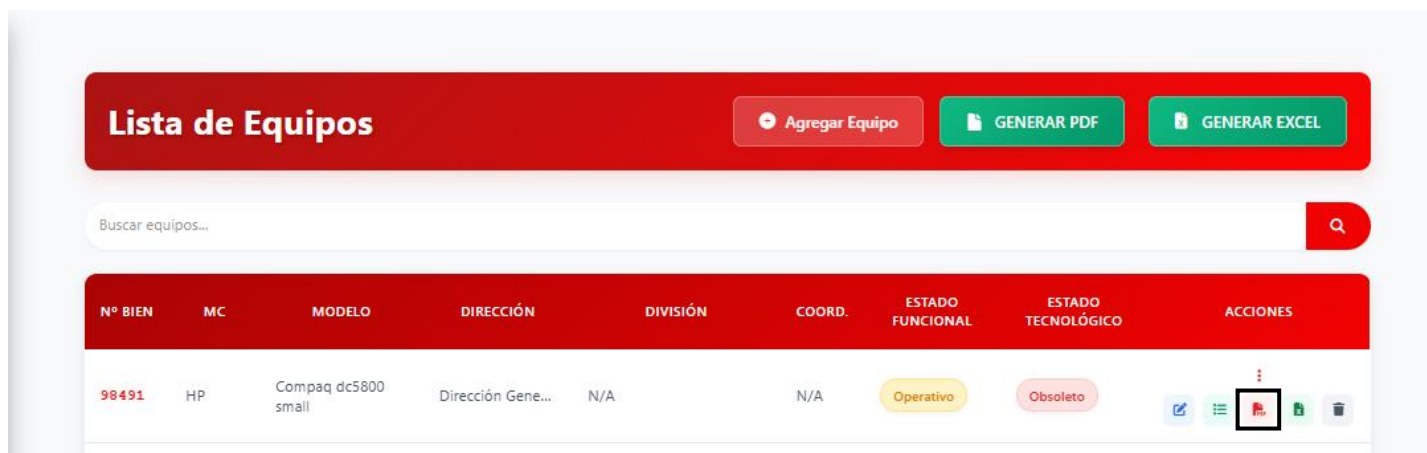 Lista de Equipos
Agregar Equipo
GENERAR PDF
GENERAR EXCEL
Buscar equipos...
Nº BIEN MC MODELO DIRECCIÓN DIVISIÓN COORD. ESTADO FUNCIONAL ESTADO TECNOLÓGICO ACCIONES
98491 HP Compaq dc5800 small Dirección Gene... N/A N/A Operativo Obsoleto